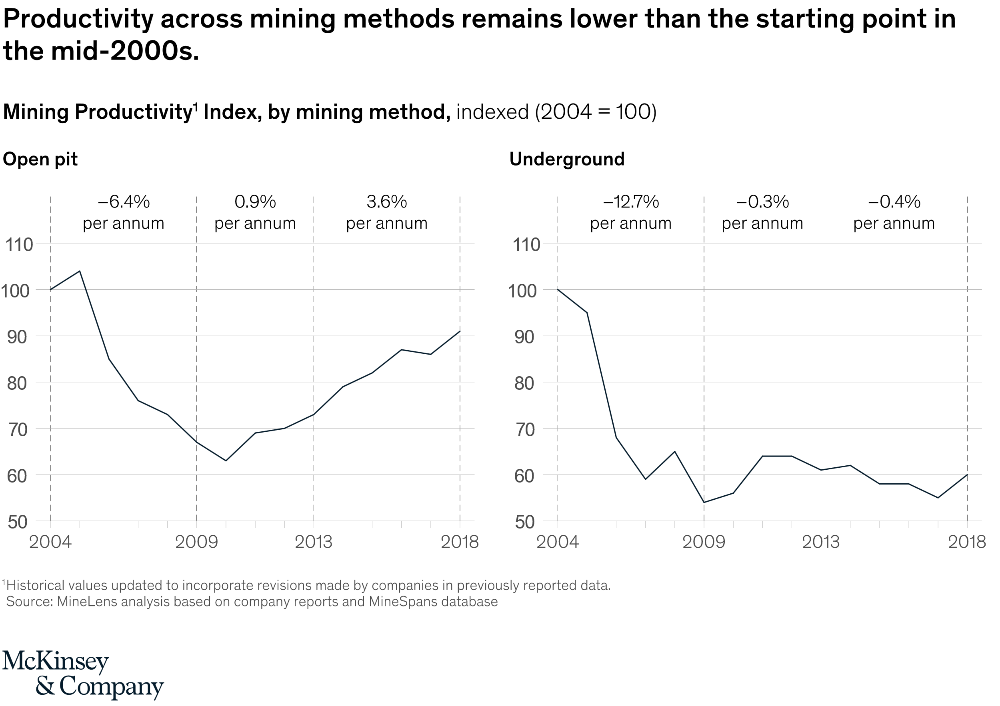 Productivity across mining methods remains lower than the starting point in
the mid-2000s.
Mining Productivity¹ Index, by mining method, indexed (2004 = 100)
Open pit
–6.4%
per annum
0.9%
per annum
3.6%
per annum
110
100
90
80
70
60
50
2004
2009
2013
2018
Underground
–12.7%
per annum
–0.3%
per annum
–0.4%
per annum
110
100
90
80
70
60
50
2004
2009
2013
2018
¹Historical values updated to incorporate revisions made by companies in previously reported data.
Source: MineLens analysis based on company reports and MineSpans database
McKinsey
& Company